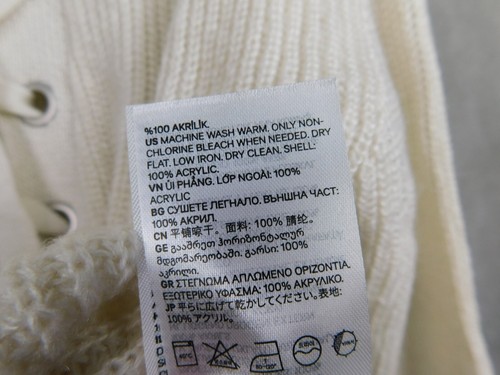 %100 AKRİLİK.
US MACHINE WASH WARM. ONLY NON-
CHLORINE BLEACH WHEN NEEDED. DRY
FLAT. LOW IRON. DRY CLEAN. SHELL:
100% ACRYLIC.
VN ỦI PHẲNG. LỚP NGOÀI: 100%
ACRYLIC
BG СУШЕТЕ ЛЕГНАЛО. ВЪНШНА ЧАСТ:
100% АКРИЛ.
CN 平铺晾干。面料: 100% 腈纶.
GE გააშრეთ ჰორიზონტალურ
მდგომარეობაში. გარსი: 100%
აკრილი.
GR ΣΤΕΓΝΩΜΑ ΑΠΛΩΜΕΝΟ ΟΡΙΖΟΝΤΙΑ.
ΕΞΩΤΕΡΙΚΟ ΥΦΑΣΜΑ: 100% ΑΚΡΥΛΙΚΟ.
JP 平らに広げて乾かしてください。表地:
100% アクリル。